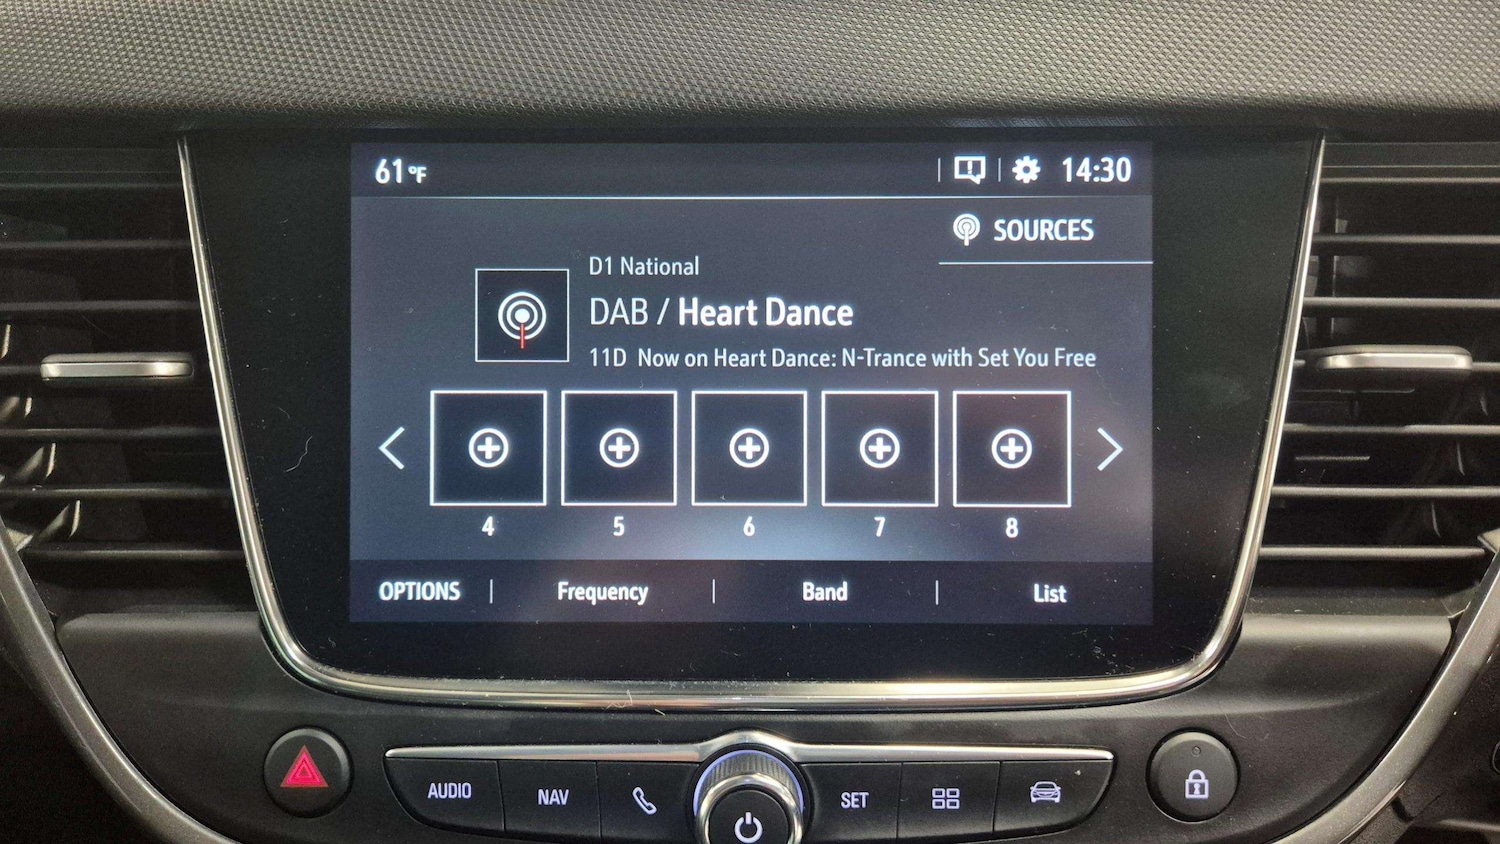 61 °F
14:30
SOURCES
D1 National
DAB / Heart Dance
11D Now on Heart Dance: N-Trance with Set You Free
4 5 6 7 8
OPTIONS Frequency Band List
AUDIO NAV SET